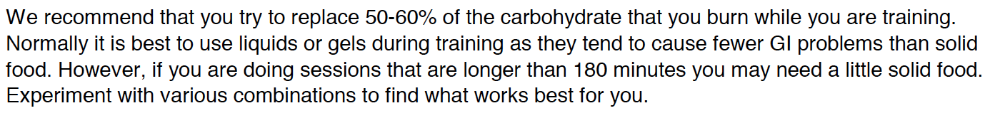 We recommend that you try to replace 50-60% of the carbohydrate that you burn while you are training.
Normally it is best to use liquids or gels during training as they tend to cause fewer GI problems than solid
food. However, if you are doing sessions that are longer than 180 minutes you may need a little solid food.
Experiment with various combinations to find what works best for you.